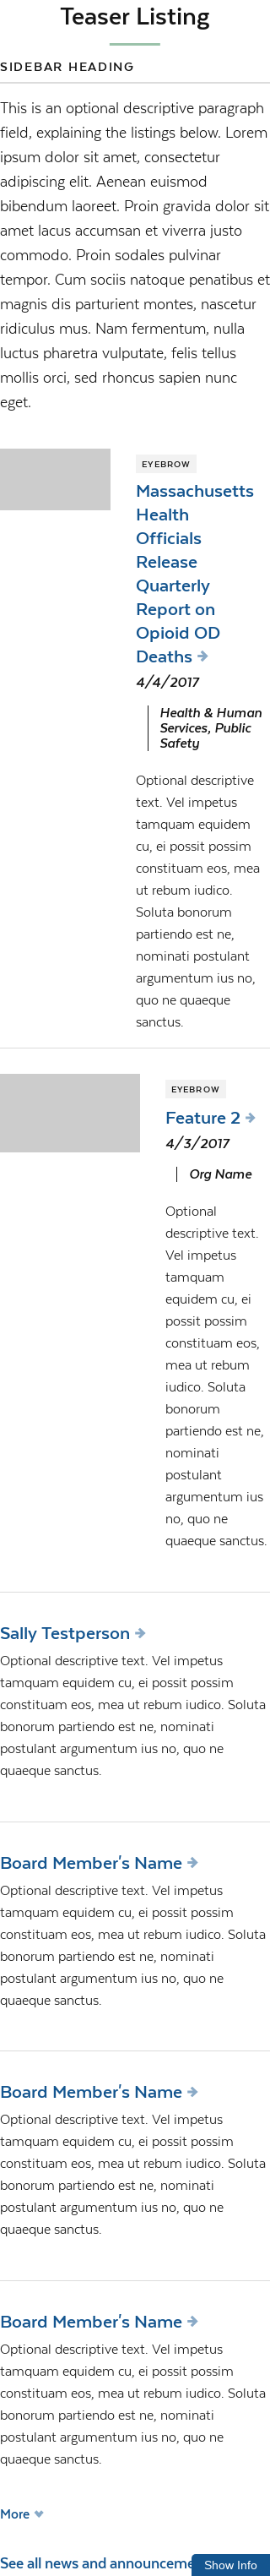 Teaser Listing
SIDEBAR HEADING
This is an optional descriptive paragraph
field, explaining the listings below. Lorem
ipsum dolor sit amet, consectetur
adipiscing elit. Aenean euismod
bibendum laoreet. Proin gravida dolor sit
amet lacus accumsan et viverra justo
commodo. Proin sodales pulvinar
tempor. Cum sociis natoque penatibus et
magnis dis parturient montes, nascetur
ridiculus mus. Nam fermentum, nulla
luctus pharetra vulputate, felis tellus
mollis orci, sed rhoncus sapien nunc
eget.
EYEBROW
Massachusetts
Health
Officials
Release
Quarterly
Report on
Opioid OD
Deaths
4/4/2017
Health & Human
Services, Public
Safety
Optional descriptive
text. Vel impetus
tamquam equidem
cu, ei possit possim
constituam eos, mea
ut rebum iudico.
Soluta bonorum
partiendo est ne,
nominati postulant
argumentum ius no,
quo ne quaeque
sanctus.
EYEBROW
Feature 2
4/3/2017
Org Name
Optional
descriptive text.
Vel impetus
tamquam
equidem cu, ei
possit possim
constituam eos,
mea ut rebum
iudico. Soluta
bonorum
partiendo est ne,
nominati
postulant
argumentum ius
no, quo ne
quaeque sanctus.
Sally Testperson
Optional descriptive text. Vel impetus
tamquam equidem cu, ei possit possim
constituam eos, mea ut rebum iudico. Soluta
bonorum partiendo est ne, nominati
postulant argumentum ius no, quo ne
quaeque sanctus.
Board Member's Name
Optional descriptive text. Vel impetus
tamquam equidem cu, ei possit possim
constituam eos, mea ut rebum iudico. Soluta
bonorum partiendo est ne, nominati
postulant argumentum ius no, quo ne
quaeque sanctus.
Board Member's Name
Optional descriptive text. Vel impetus
tamquam equidem cu, ei possit possim
constituam eos, mea ut rebum iudico. Soluta
bonorum partiendo est ne, nominati
postulant argumentum ius no, quo ne
quaeque sanctus.
Board Member's Name
Optional descriptive text. Vel impetus
tamquam equidem cu, ei possit possim
constituam eos, mea ut rebum iudico. Soluta
bonorum partiendo est ne, nominati
postulant argumentum ius no, quo ne
quaeque sanctus.
More
See all news and
Show Info